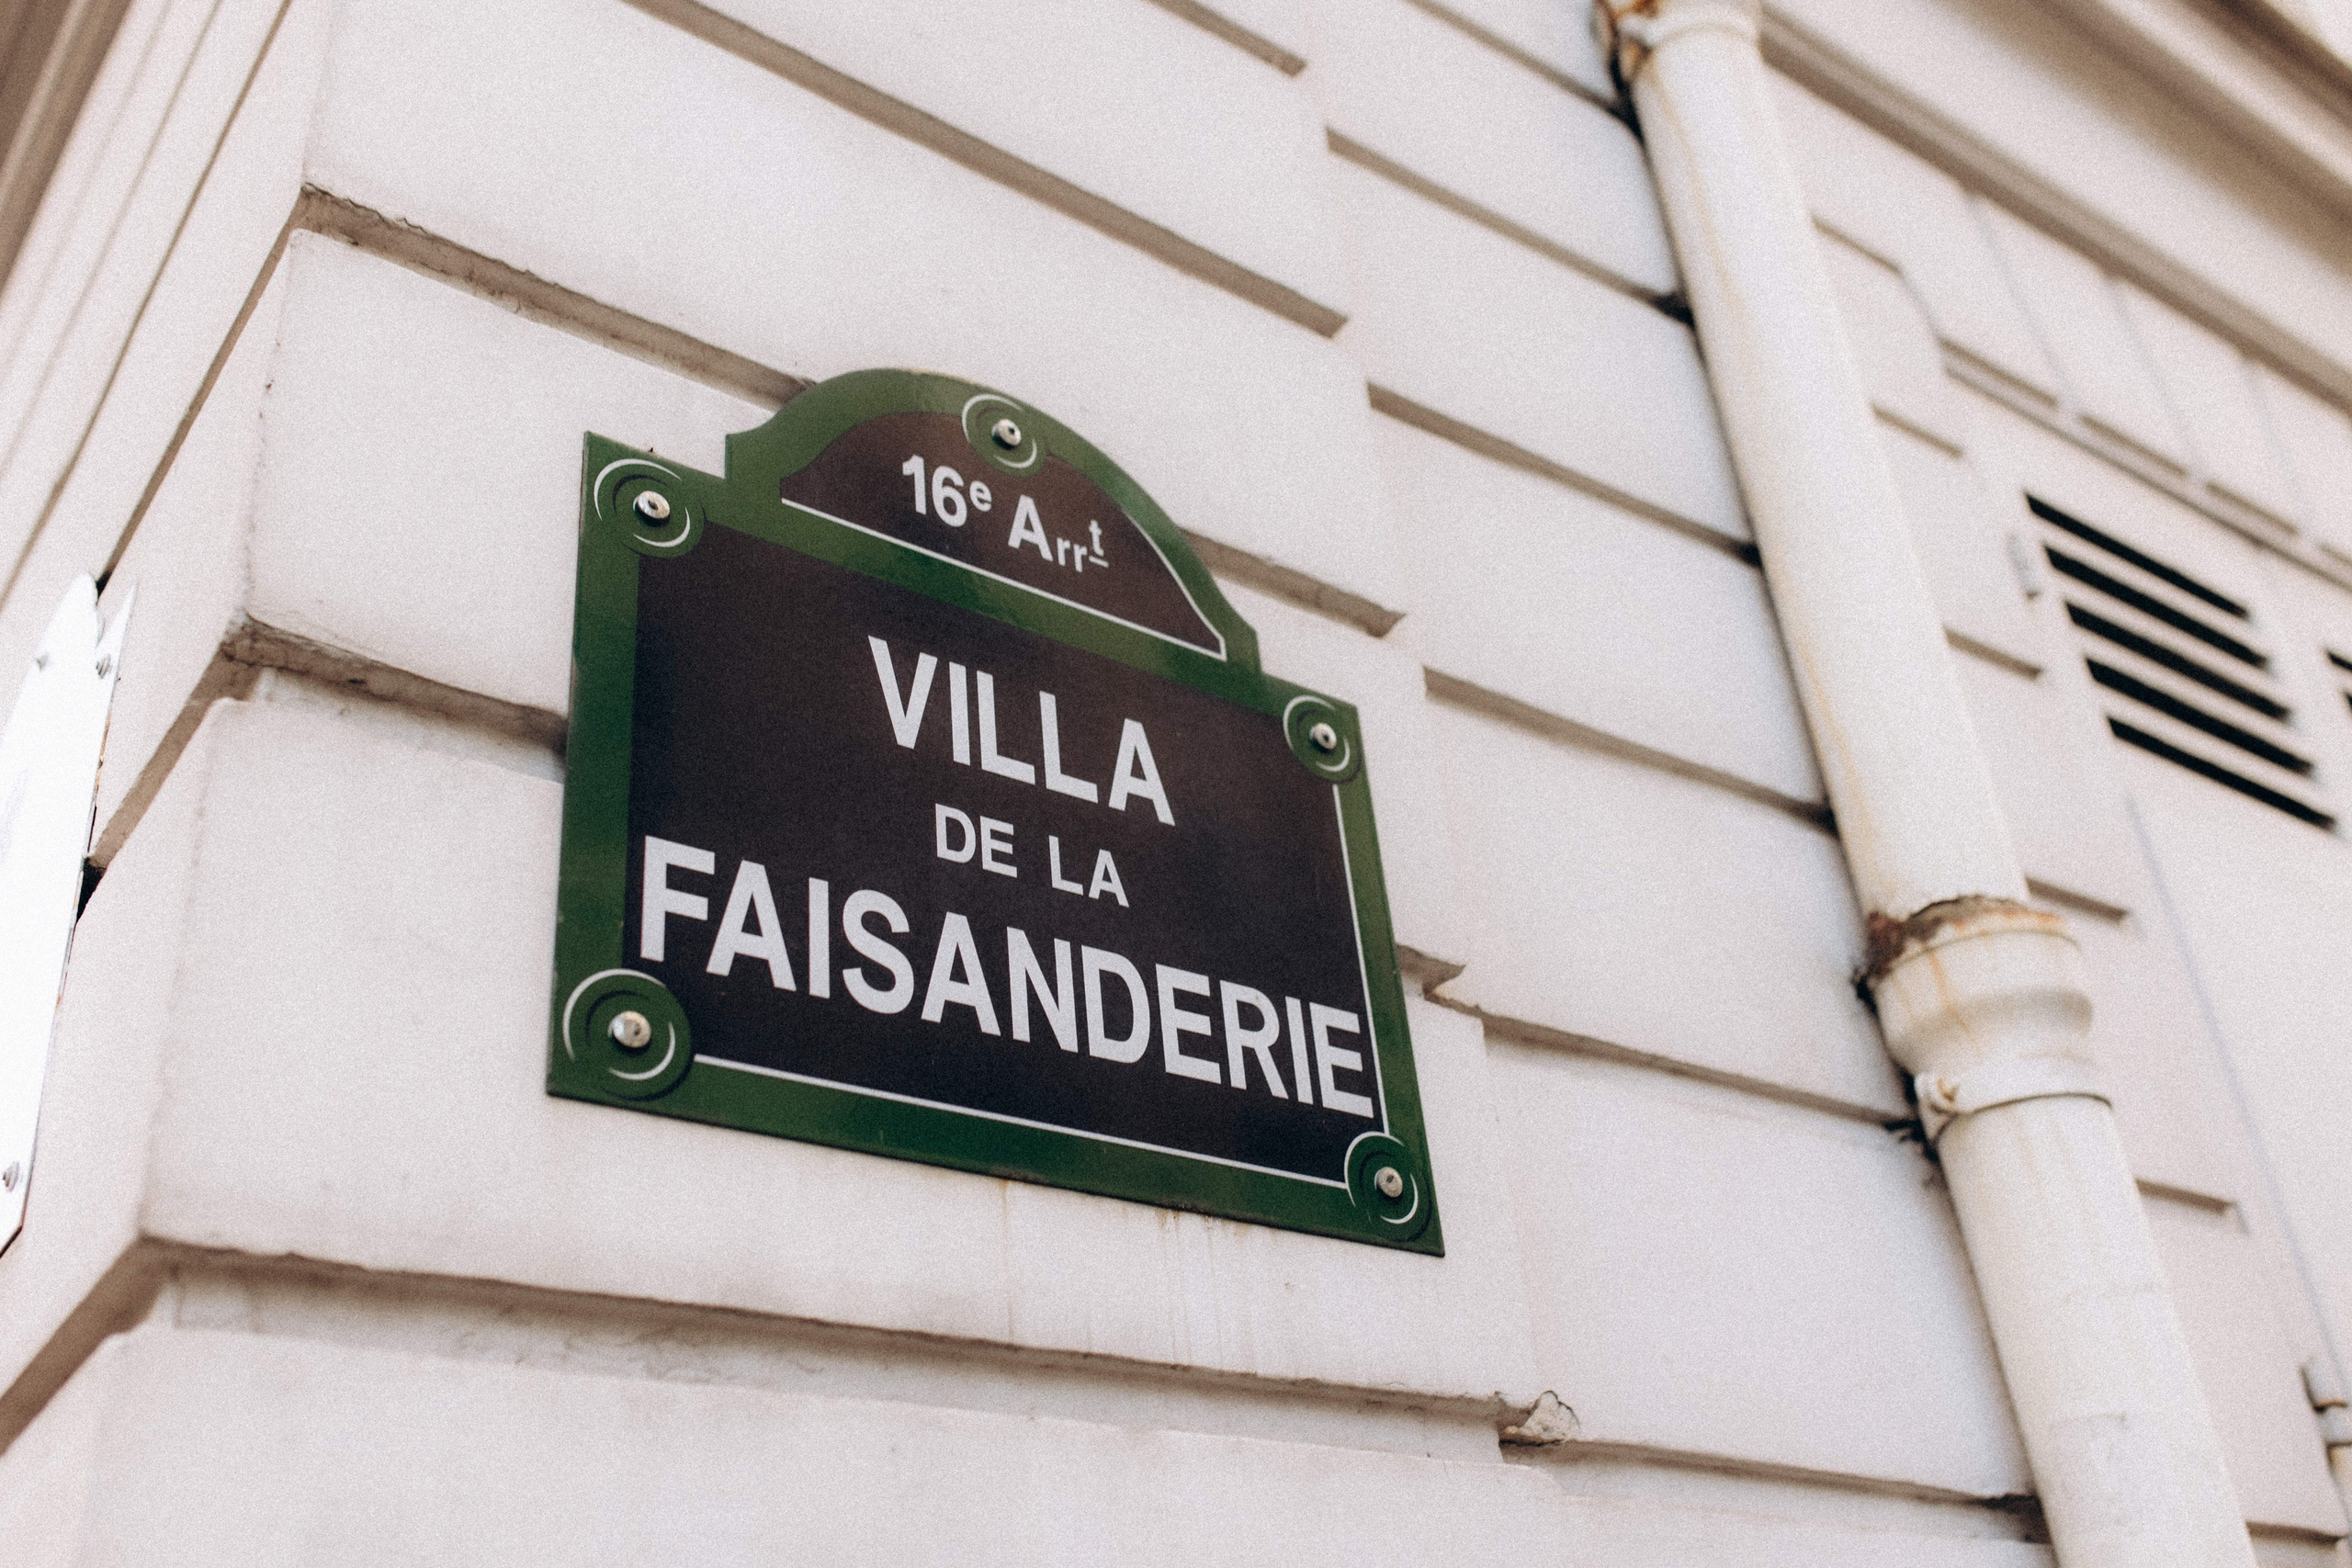 16e Arrt
VILLA
DE LA
FAISANDERIE